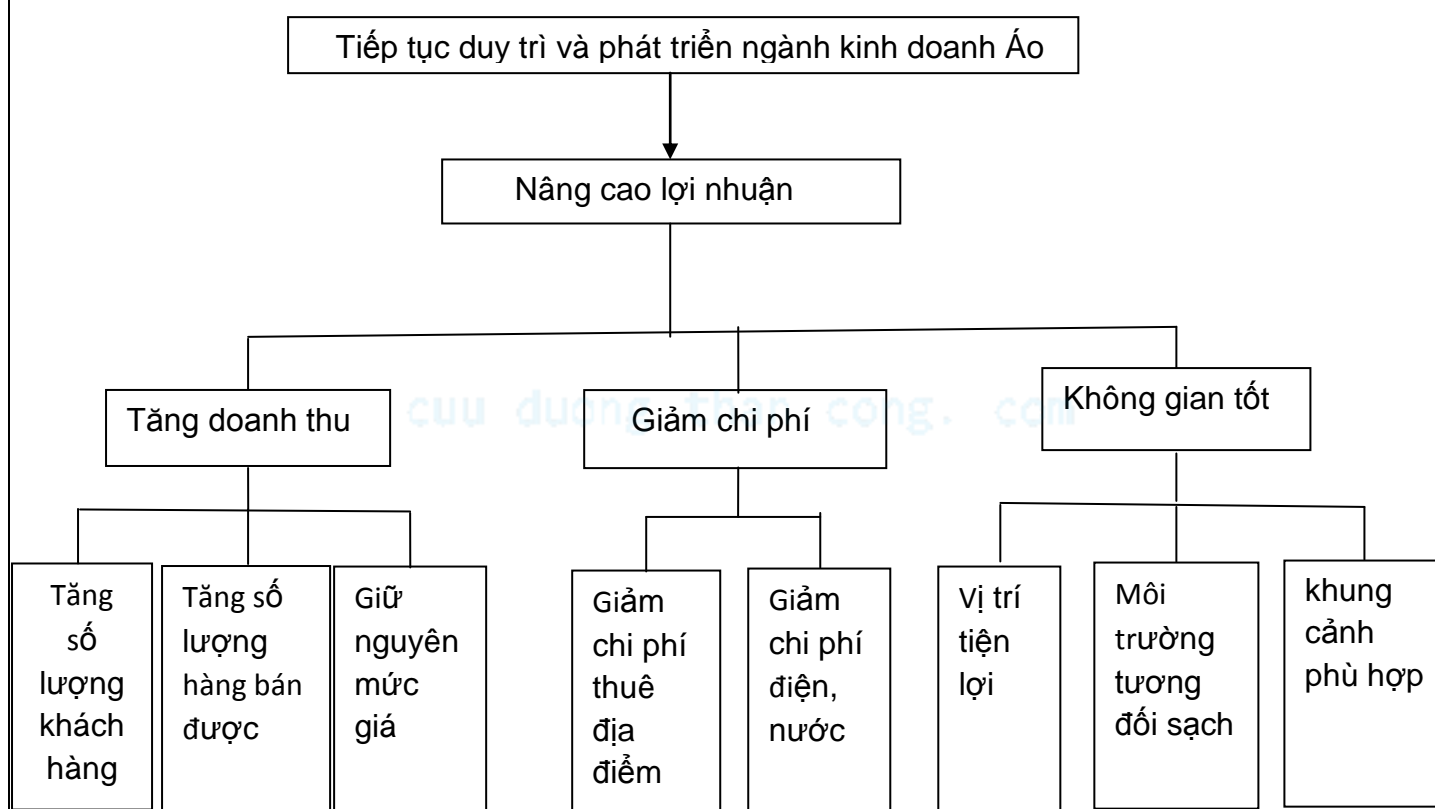 Tiếp tục duy trì và phát triển ngành kinh doanh Áo
Nâng cao lợi nhuận
Tăng doanh thu
Giảm chi phí
Không gian tốt
cuu duong than cong. com
Tăng
số
lượng
khách
hàng
Tăng số
lượng
hàng bán
được
Giữ
nguyên
mức
giá
Giảm
chi phí
thuê
địa
điểm
Giảm
chi phí
điện,
nước
Vị trí
tiện
lợi
Môi
trường
tương
đối sạch
khung
cảnh
phù hợp